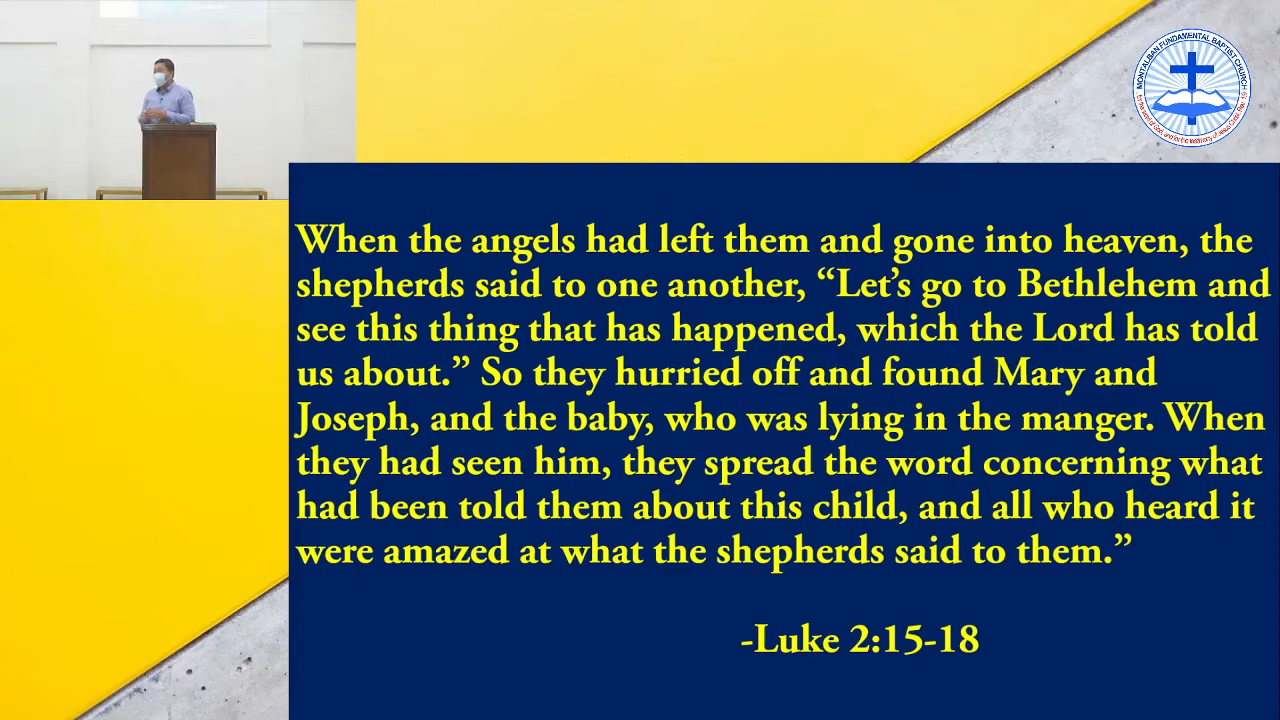 MONTALBAN FUNDAMENTAL BAPTIST CHURCH
When the angels had left them and gone into heaven, the
shepherds said to one another, “Let’s go to Bethlehem and
see this thing that has happened, which the Lord has told
us about.” So they hurried off and found Mary and
Joseph, and the baby, who was lying in the manger. When
they had seen him, they spread the word concerning what
had been told them about this child, and all who heard it
were amazed at what the shepherds said to them.”
-Luke 2:15-18